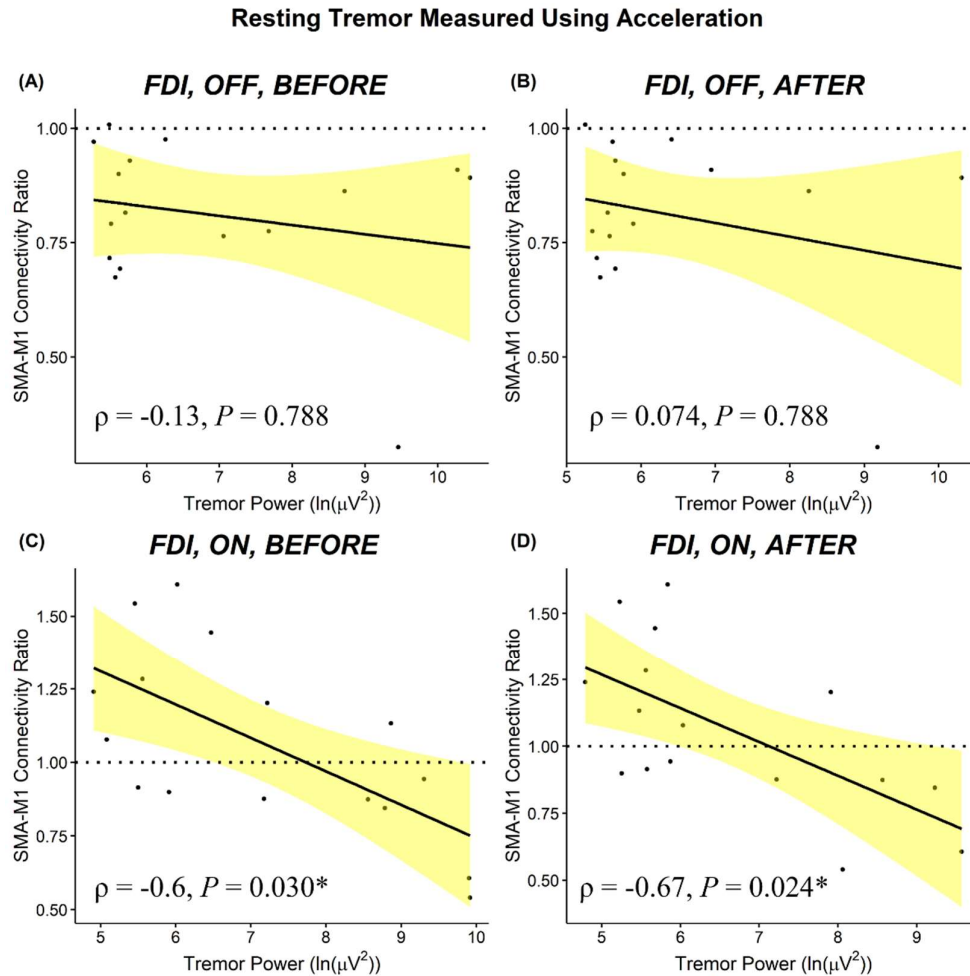 Resting Tremor Measured Using Acceleration
(A) FDI, OFF, BEFORE
1.00
0.75
0.50
SMA-M1 Connectivity Ratio
ρ = -0.13, P = 0.788
6 7 8 9 10
Tremor Power (ln(μV²))
(B) FDI, OFF, AFTER
1.00
0.75
0.50
SMA-M1 Connectivity Ratio
ρ = 0.074, P = 0.788
5 6 7 8 9 10
Tremor Power (ln(μV²))
(C) FDI, ON, BEFORE
1.50
1.25
1.00
0.75
0.50
SMA-M1 Connectivity Ratio
ρ = -0.6, P = 0.030*
5 6 7 8 9 10
Tremor Power (ln(μV²))
(D) FDI, ON, AFTER
1.50
1.25
1.00
0.75
0.50
SMA-M1 Connectivity Ratio
ρ = -0.67, P = 0.024*
5 6 7 8 9
Tremor Power (ln(μV²))